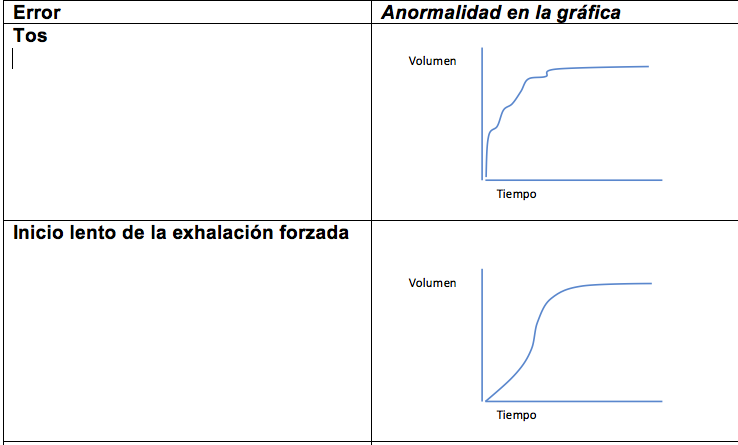 Error
Anormalidad en la gráfica
Tos
Volumen
Tiempo
Inicio lento de la exhalación forzada
Volumen
Tiempo